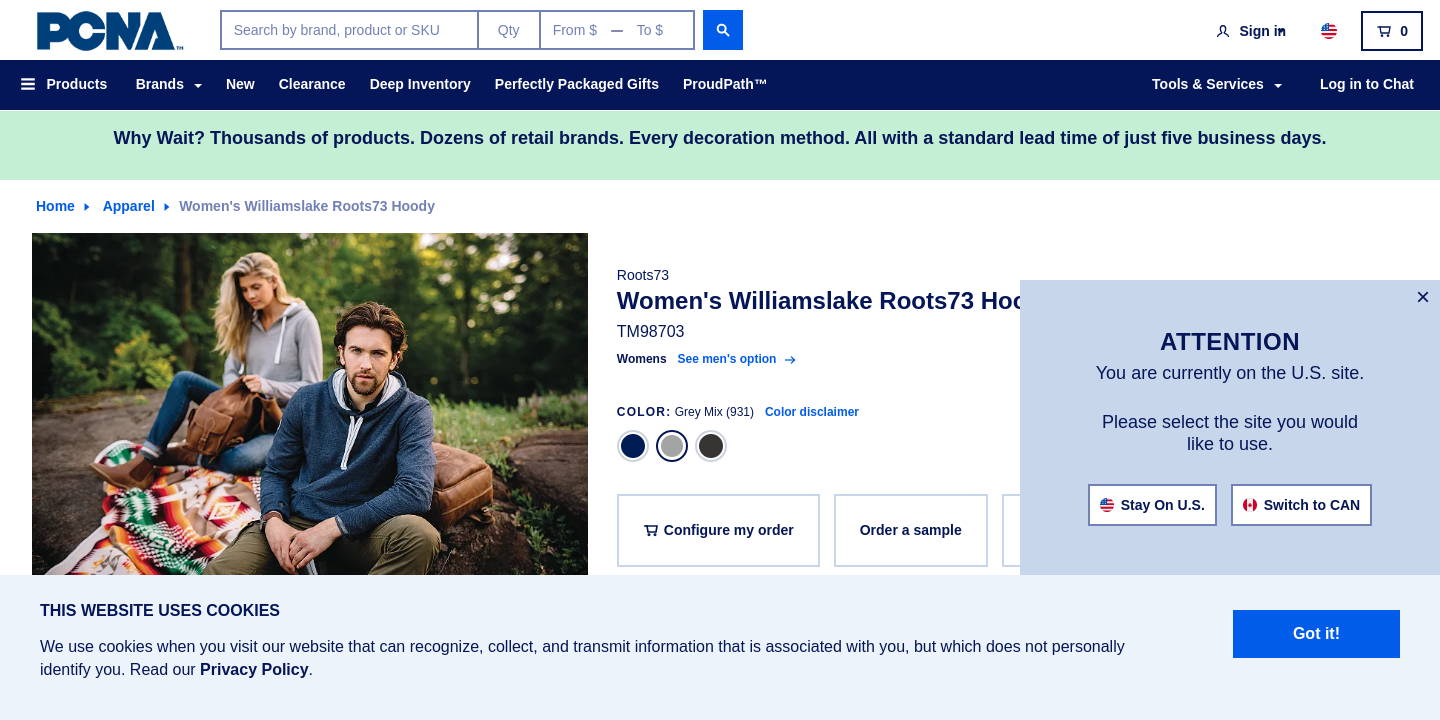 PCNA™
Search by brand, product or SKU
Qty
From $ — To $
Sign in
0
Products
Brands
New
Clearance
Deep Inventory
Perfectly Packaged Gifts
ProudPath™
Tools & Services
Log in to Chat
Why Wait? Thousands of products. Dozens of retail brands. Every decoration method. All with a standard lead time of just five business days.
Home
Apparel
Women's Williamslake Roots73 Hoody
Roots73
Women's Williamslake Roots73 Hoo
TM98703
Womens See men's option
COLOR: Grey Mix (931) Color disclaimer
Configure my order
Order a sample
×
ATTENTION
You are currently on the U.S. site.
Please select the site you would
like to use.
Stay On U.S.
Switch to CAN
THIS WEBSITE USES COOKIES
We use cookies when you visit our website that can recognize, collect, and transmit information that is associated with you, but which does not personally
identify you. Read our Privacy Policy.
Got it!